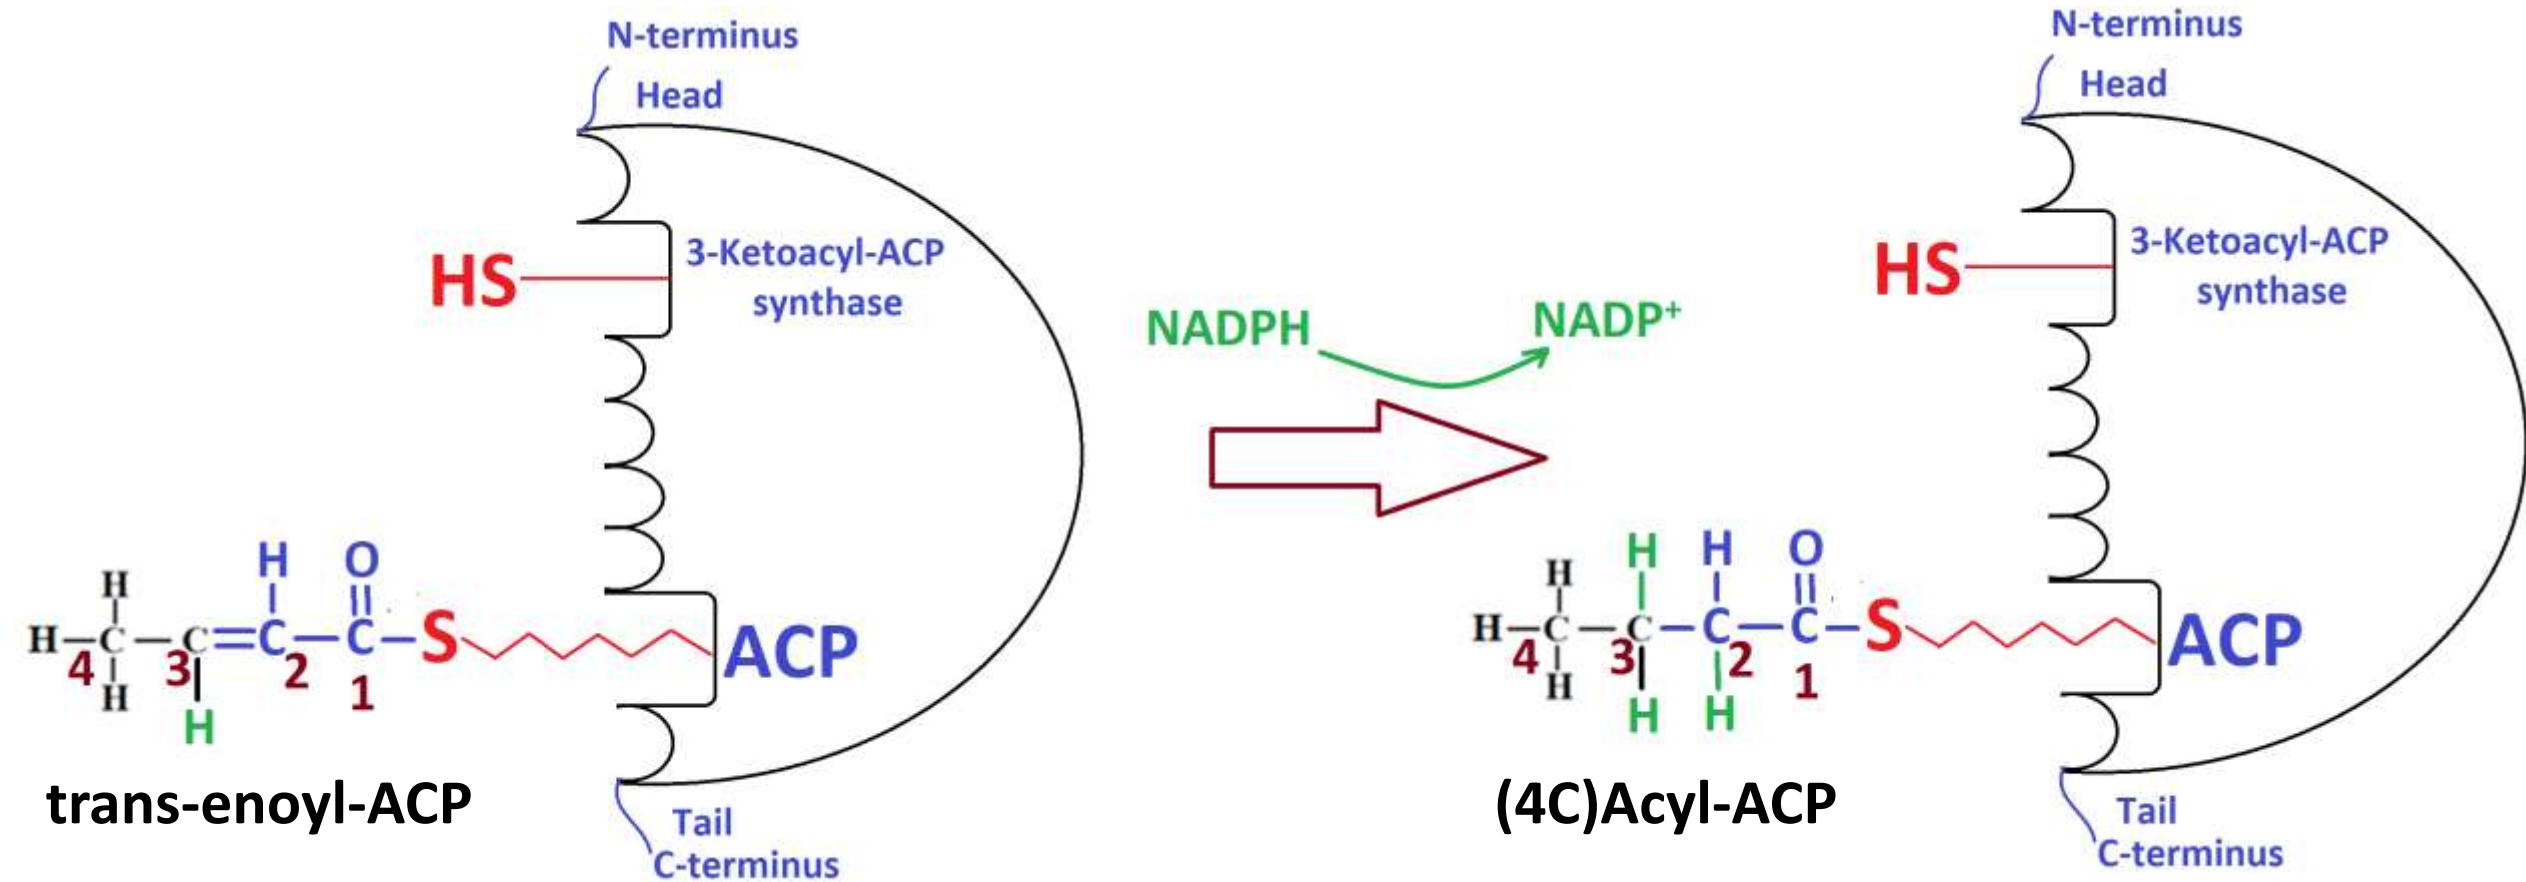 N-terminus
Head
3-Ketoacyl-ACP
synthase
HS
H O
H
H-C-C=C-C-S
4 3 2 1
H
H
ACP
trans-enoyl-ACP
Tail
C-terminus
NADPH NADP⁺
N-terminus
Head
3-Ketoacyl-ACP
synthase
HS
H H O
H
H-C-C-C-C-S
4 3 2 1
H
H H
ACP
(4C)Acyl-ACP
Tail
C-terminus